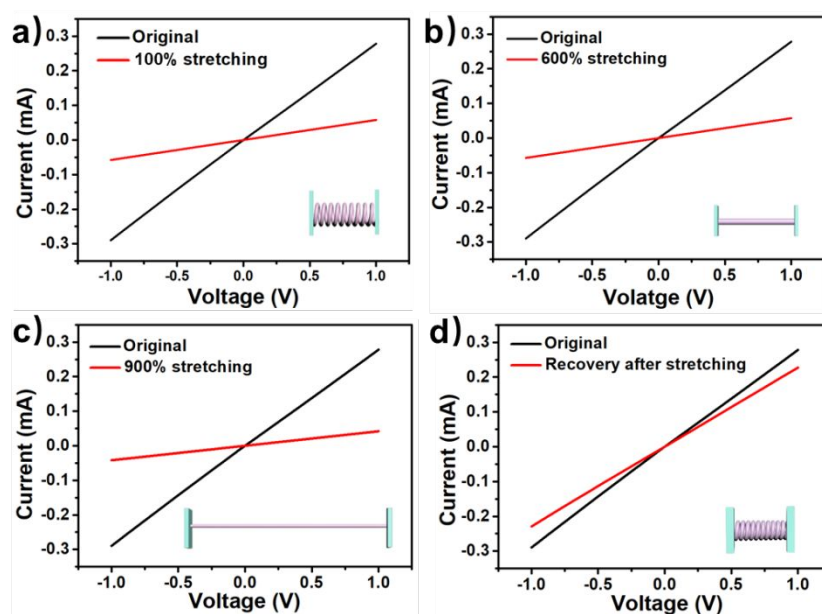 a)
Original
100% stretching
0.3
0.2
0.1
0.0
-0.1
-0.2
-0.3
Current (mA)
-1.0 -0.5 0.0 0.5 1.0
Voltage (V)
b)
Original
600% stretching
0.3
0.2
0.1
0.0
-0.1
-0.2
-0.3
Current (mA)
-1.0 -0.5 0.0 0.5 1.0
Volatge (V)
c)
Original
900% stretching
0.3
0.2
0.1
0.0
-0.1
-0.2
-0.3
Current (mA)
-1.0 -0.5 0.0 0.5 1.0
Voltage (V)
d)
Original
Recovery after stretching
0.3
0.2
0.1
0.0
-0.1
-0.2
-0.3
Current (mA)
-1.0 -0.5 0.0 0.5 1.0
Voltage (V)